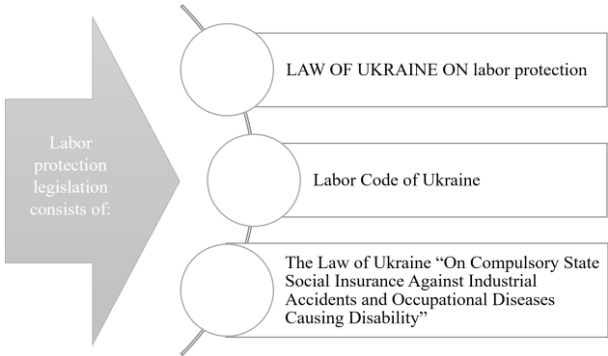 Labor
protection
legislation
consists of:
LAW OF UKRAINE ON labor protection
Labor Code of Ukraine
The Law of Ukraine “On Compulsory State
Social Insurance Against Industrial
Accidents and Occupational Diseases
Causing Disability”